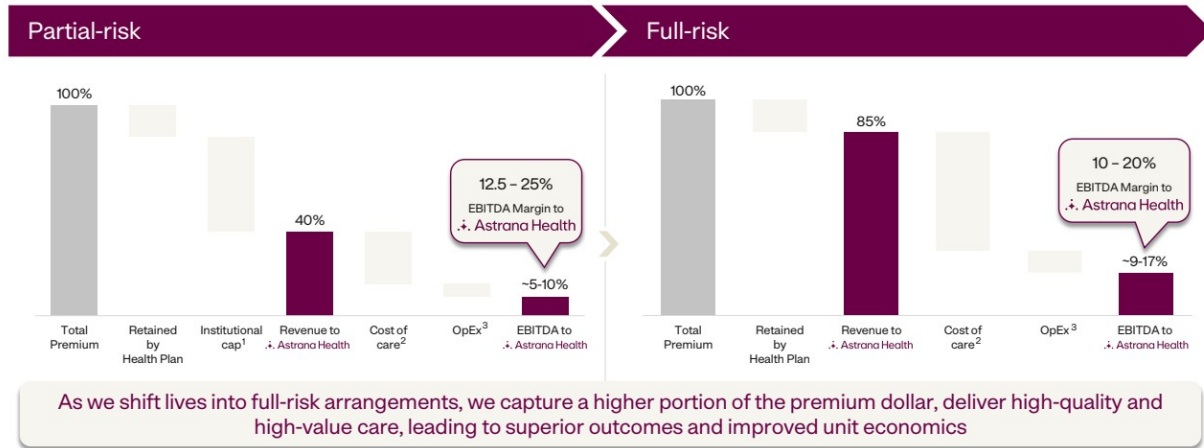 Partial-risk
Full-risk
100%
40%
12.5 – 25%
EBITDA Margin to
Astrana Health
~5-10%
Total
Premium
Retained
by
Health Plan
Institutional
cap¹
Revenue to
Astrana Health
Cost of
care²
OpEx³
EBITDA to
Astrana Health
100%
85%
10 – 20%
EBITDA Margin to
Astrana Health
~9-17%
Total
Premium
Retained
by
Health Plan
Revenue to
Astrana Health
Cost of
care²
OpEx ³
EBITDA to
Astrana Health
As we shift lives into full-risk arrangements, we capture a higher portion of the premium dollar, deliver high-quality and
high-value care, leading to superior outcomes and improved unit economics